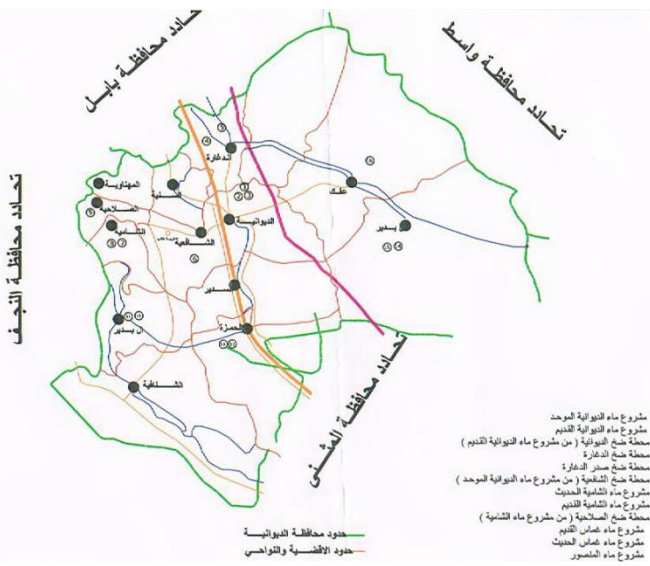 تحادد محافظة بابل
تحادد محافظة واسط
تحادد محافظة النجف
تحادد محافظة المثنى
الدغارة
المهناوية
السنية
عفك
الصلاحية
الديوانية
الشامية
الشافعية
بدير
سدير
ال بدير
الحمزة
الشنافية
مشروع ماء الديوانية الموحد
مشروع ماء الديوانية القديم
محطة ضخ الديوانية ( من مشروع ماء الديوانية القديم )
محطة ضخ الدغارة
محطة ضخ صدر الدغارة
محطة ضخ الشافعية ( من مشروع ماء الديوانية الموحد )
مشروع ماء الشامية الحديث
مشروع ماء الشامية القديم
محطة ضخ الصلاحية ( من مشروع ماء الشامية )
مشروع ماء غماس القديم
مشروع ماء غماس الحديث
مشروع ماء المنصور
حدود محافظة الديوانية
حدود الاقضية والنواحي